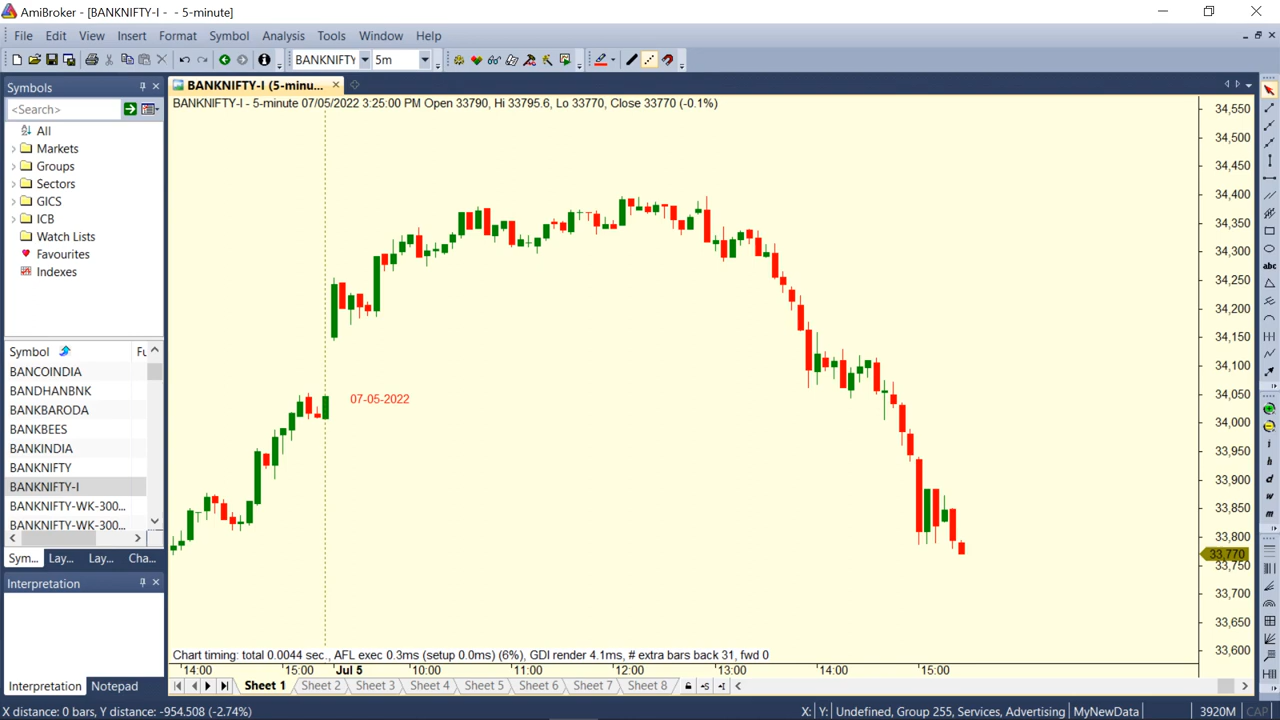 AmiBroker - [BANKNIFTY-I - - 5-minute]
File Edit View Insert Format Symbol Analysis Tools Window Help
BANKNIFTY 5m
Symbols
BANKNIFTY-I (5-minu...
<Search>
BANKNIFTY-I - 5-minute 07/05/2022 3:25:00 PM Open 33790, Hi 33795.6, Lo 33770, Close 33770 (-0.1%)
All
Markets
Groups
Sectors
GICS
ICB
Watch Lists
Favourites
Indexes
Symbol Fu
BANCOINDIA
BANDHANBNK
BANKBARODA
BANKBEES
BANKINDIA
BANKNIFTY
BANKNIFTY-I
BANKNIFTY-WK-300...
BANKNIFTY-WK-300...
Sym... Lay... Lay... Cha...
Interpretation
Interpretation Notepad
07-05-2022
34,550
34,500
34,450
34,400
34,350
34,300
34,250
34,200
34,150
34,100
34,050
34,000
33,950
33,900
33,850
33,800
33,770
33,750
33,700
33,650
33,600
abc
i
h
d
w
m
Chart timing: total 0.0044 sec., AFL exec 0.3ms (setup 0.0ms) (6%), GDI render 4.1ms, # extra bars back 31, fwd 0
14:00 15:00 Jul 5 10:00 11:00 12:00 13:00 14:00 15:00
Sheet 1 Sheet 2 Sheet 3 Sheet 4 Sheet 5 Sheet 6 Sheet 7 Sheet 8
X distance: 0 bars, Y distance: -954.508 (-2.74%) X: Y: Undefined, Group 255, Services, Advertising MyNewData 3920M CAP